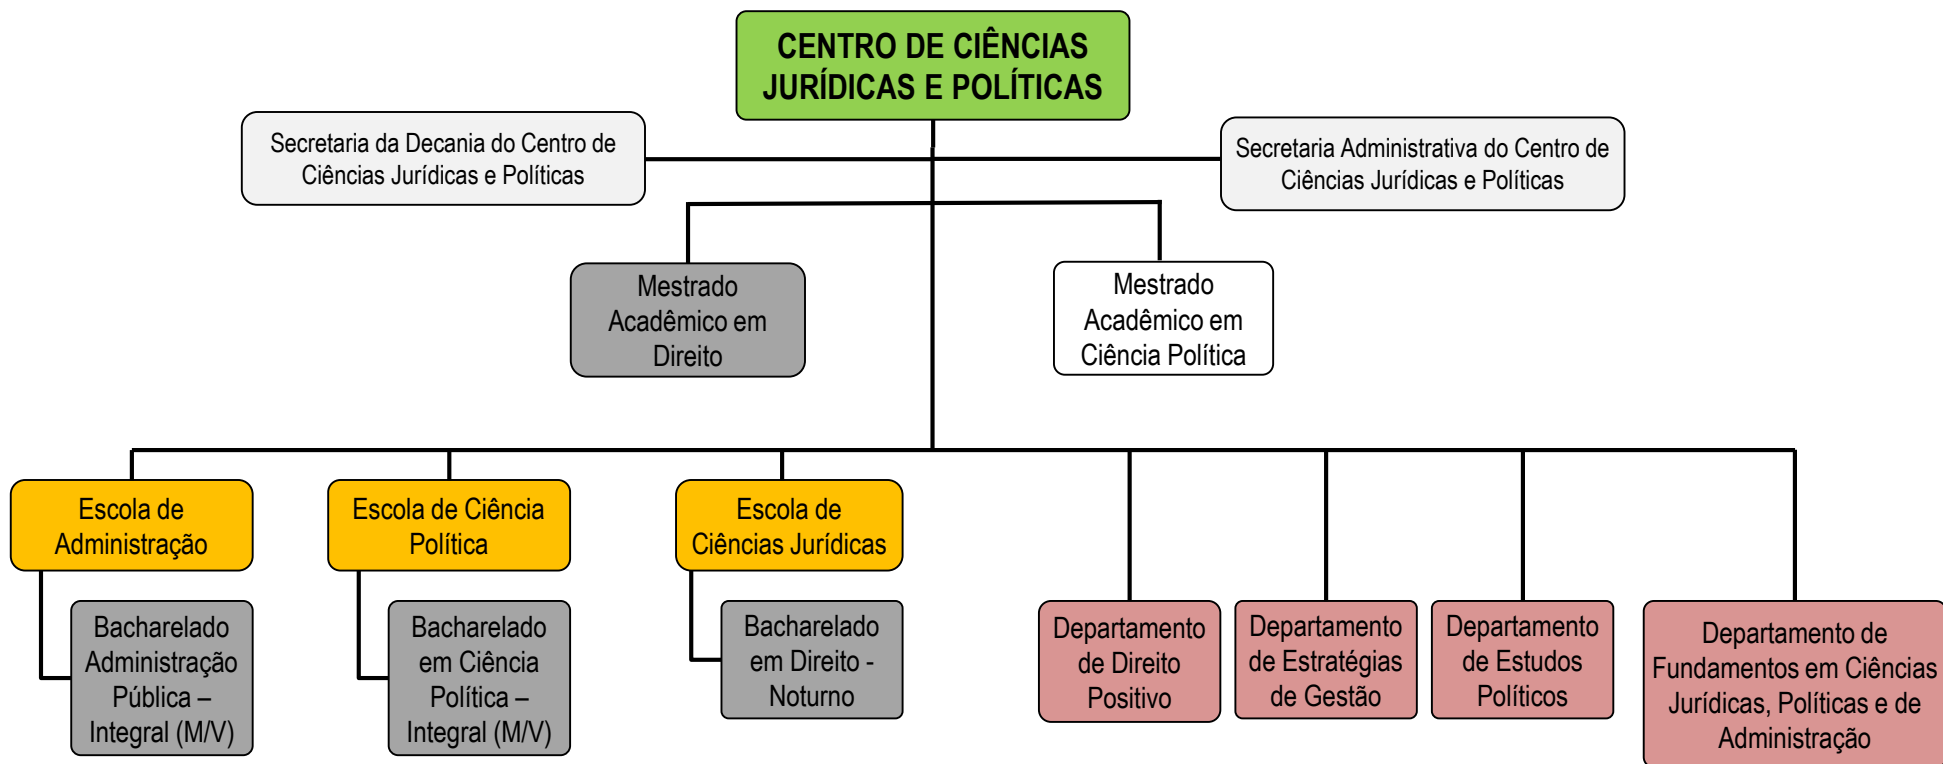 CENTRO DE CIÊNCIAS
JURÍDICAS E POLÍTICAS
Secretaria da Decania do Centro de
Ciências Jurídicas e Políticas
Secretaria Administrativa do Centro de
Ciências Jurídicas e Políticas
Mestrado
Acadêmico em
Direito
Mestrado
Acadêmico em
Ciência Política
Escola de
Administração
Escola de Ciência
Política
Escola de
Ciências Jurídicas
Bacharelado
Administração
Pública –
Integral (M/V)
Bacharelado
em Ciência
Política –
Integral (M/V)
Bacharelado
em Direito -
Noturno
Departamento
de Direito
Positivo
Departamento
de Estratégias
de Gestão
Departamento
de Estudos
Políticos
Departamento de
Fundamentos em Ciências
Jurídicas, Políticas e de
Administração